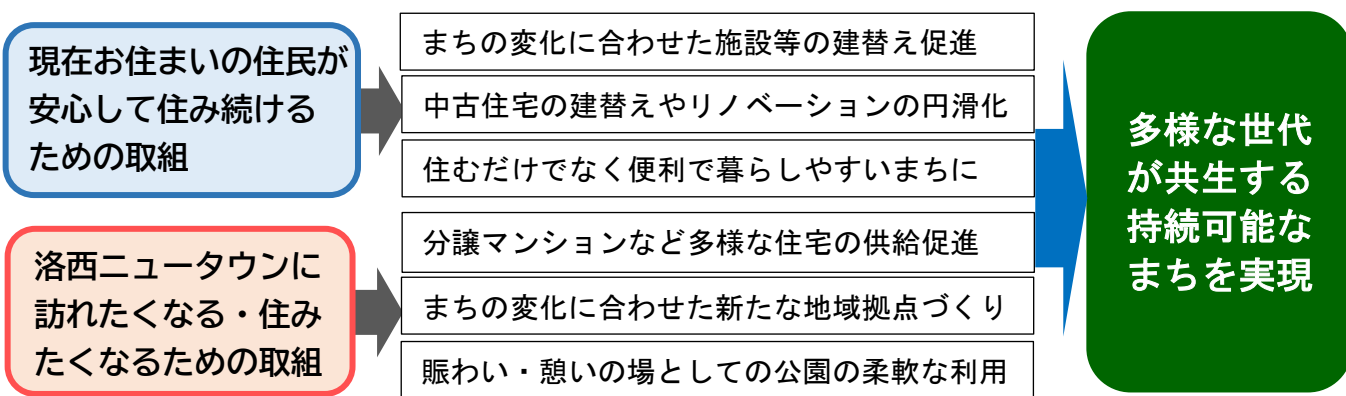 現在お住まいの住民が
安心して住み続ける
ための取組
まちの変化に合わせた施設等の建替え促進
中古住宅の建替えやリノベーションの円滑化
住むだけでなく便利で暮らしやすいまちに
洛西ニュータウンに
訪れたくなる・住み
たくなるための取組
分譲マンションなど多様な住宅の供給促進
まちの変化に合わせた新たな地域拠点づくり
賑わい・憩いの場としての公園の柔軟な利用
多様な世代
が共生する
持続可能な
まちを実現